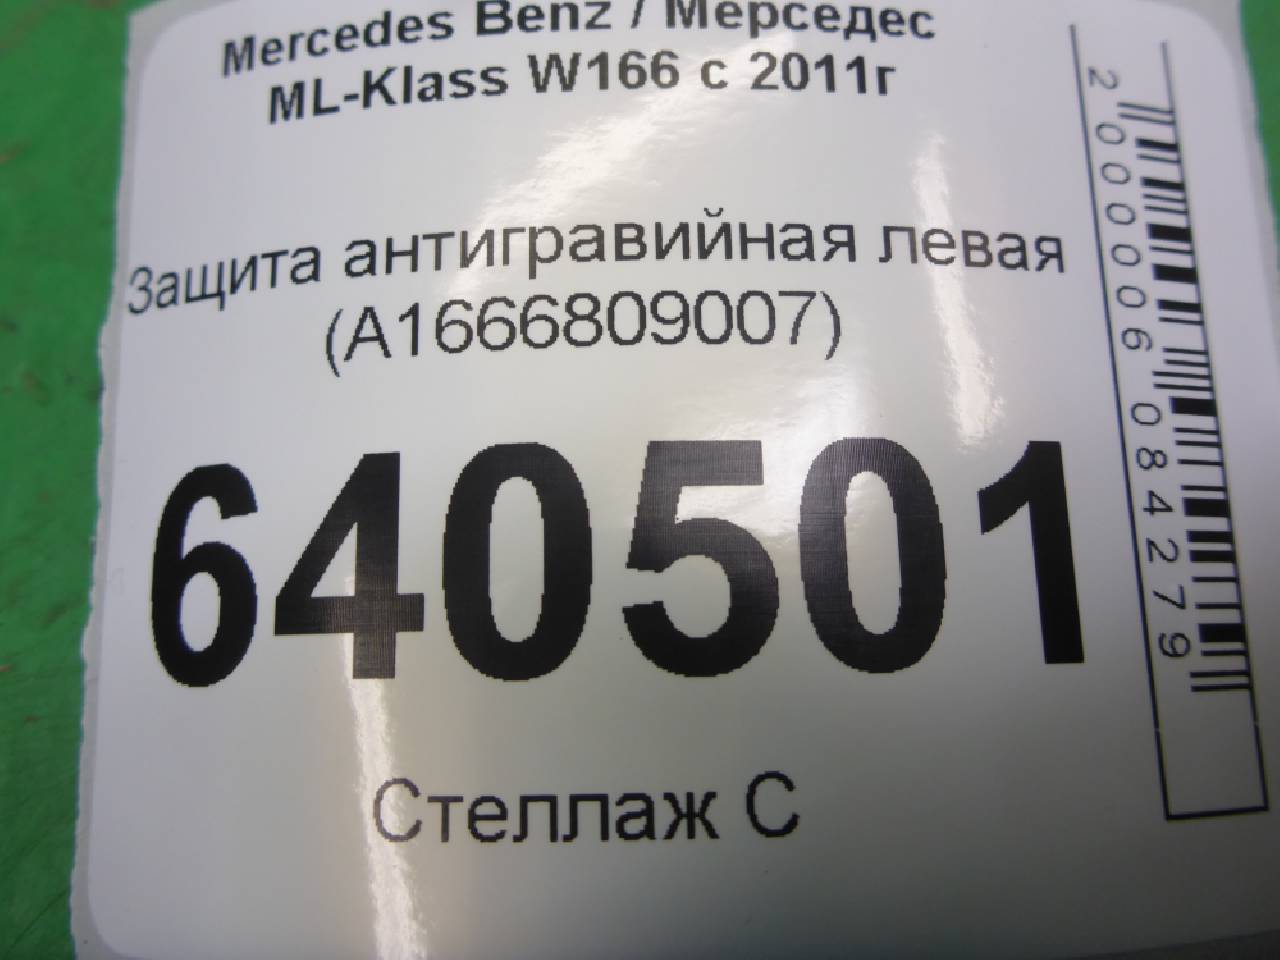 Mercedes Benz / Мерседес
ML-Klass W166 с 2011г
Защита антигравийная левая
(A1666809007)
640501
Стеллаж С
2000006084279